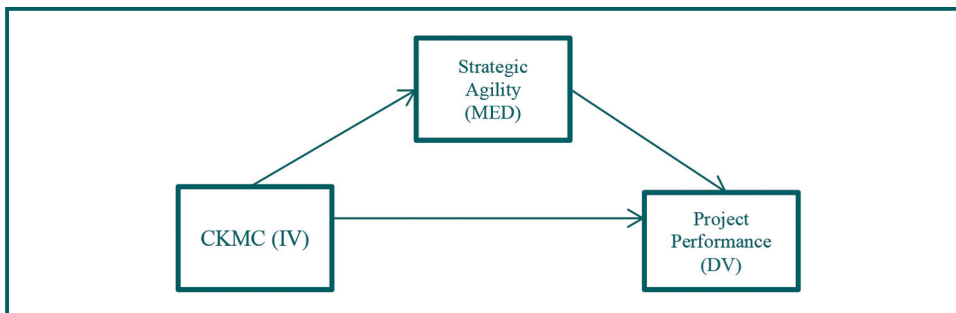 Strategic
Agility
(MED)
CKMC (IV)
Project
Performance
(DV)